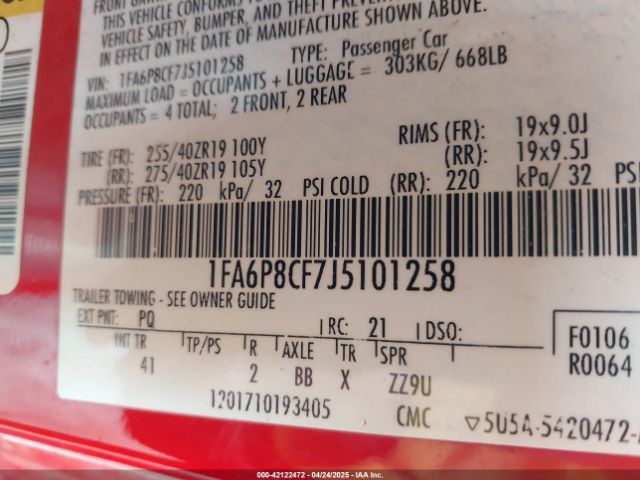 THIS VEHICLE CONFORMS TO
VEHICLE SAFETY, BUMPER, AND THEFT
IN EFFECT ON THE DATE OF MANUFACTURE SHOWN ABOVE.
VIN: 1FA6P8CF7J5101258 TYPE: Passenger Car
MAXIMUM LOAD = OCCUPANTS + LUGGAGE = 303KG/ 668LB
OCCUPANTS = 4 TOTAL; 2 FRONT, 2 REAR
TIRE (FR): 255/40ZR19 100Y RIMS (FR): 19x9.0J
(RR): 275/40ZR19 105Y (RR): 19x9.5J
PRESSURE (FR): 220 kPa/ 32 PSI COLD (RR): 220 kPa/ 32 PSI
1FA6P8CF7J5101258
TRAILER TOWING - SEE OWNER GUIDE
EXT PNT: PQ RC: 21 DSO: F0106
INT TR TP/PS R AXLE TR SPR R0064
41 2 BB X ZZ9U
1201710193405 CMC ▽5U5A-5420472-
000-42122472 - 04/24/2025 - IAA Inc.